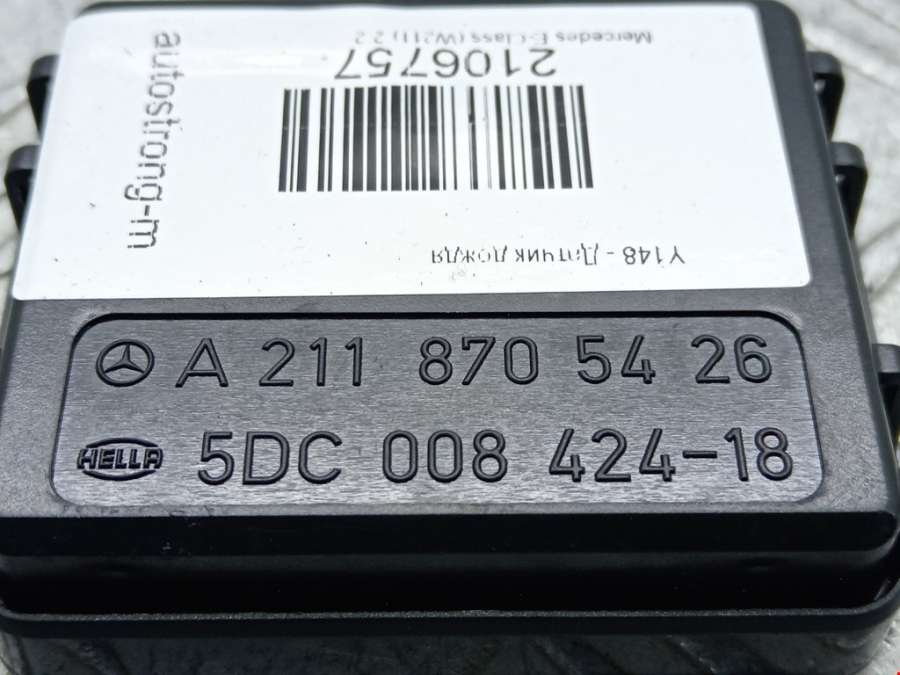 Mercedes E-Class (W211) 2.2
2106757
autostrong-m
Y148 - Датчик дождя
A 211 870 54 26
HELLA 5DC 008 424-18